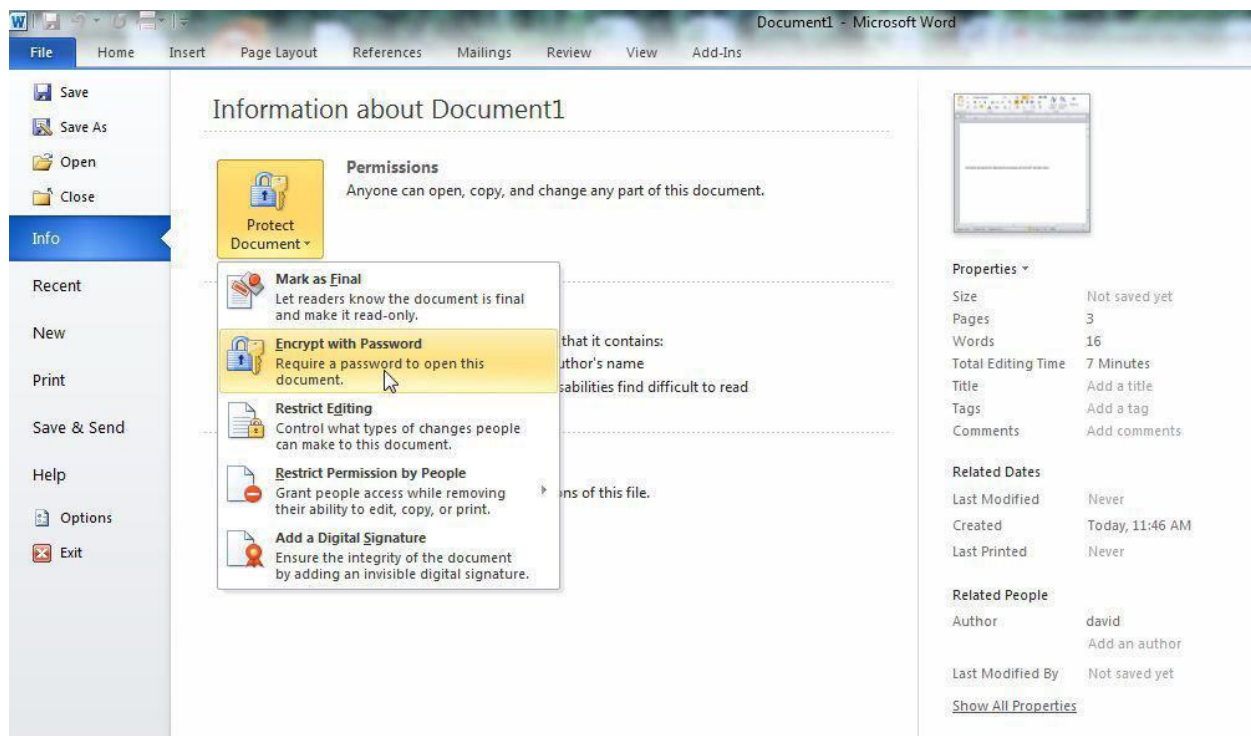 W
Document1 - Microsoft Word
File Home Insert Page Layout References Mailings Review View Add-Ins
Save
Save As
Open
Close
Info
Recent
New
Print
Save & Send
Help
Options
Exit
Information about Document1
Protect
Document
Permissions
Anyone can open, copy, and change any part of this document.
Mark as Final
Let readers know the document is final
and make it read-only.
Encrypt with Password
Require a password to open this
document.
Restrict Editing
Control what types of changes people
can make to this document.
Restrict Permission by People
Grant people access while removing
their ability to edit, copy, or print.
Add a Digital Signature
Ensure the integrity of the document
by adding an invisible digital signature.
that it contains:
uthor's name
sabilities find difficult to read
ons of this file.
Properties
Size Not saved yet
Pages 3
Words 16
Total Editing Time 7 Minutes
Title Add a title
Tags Add a tag
Comments Add comments
Related Dates
Last Modified Never
Created Today, 11:46 AM
Last Printed Never
Related People
Author david
Add an author
Last Modified By Not saved yet
Show All Properties